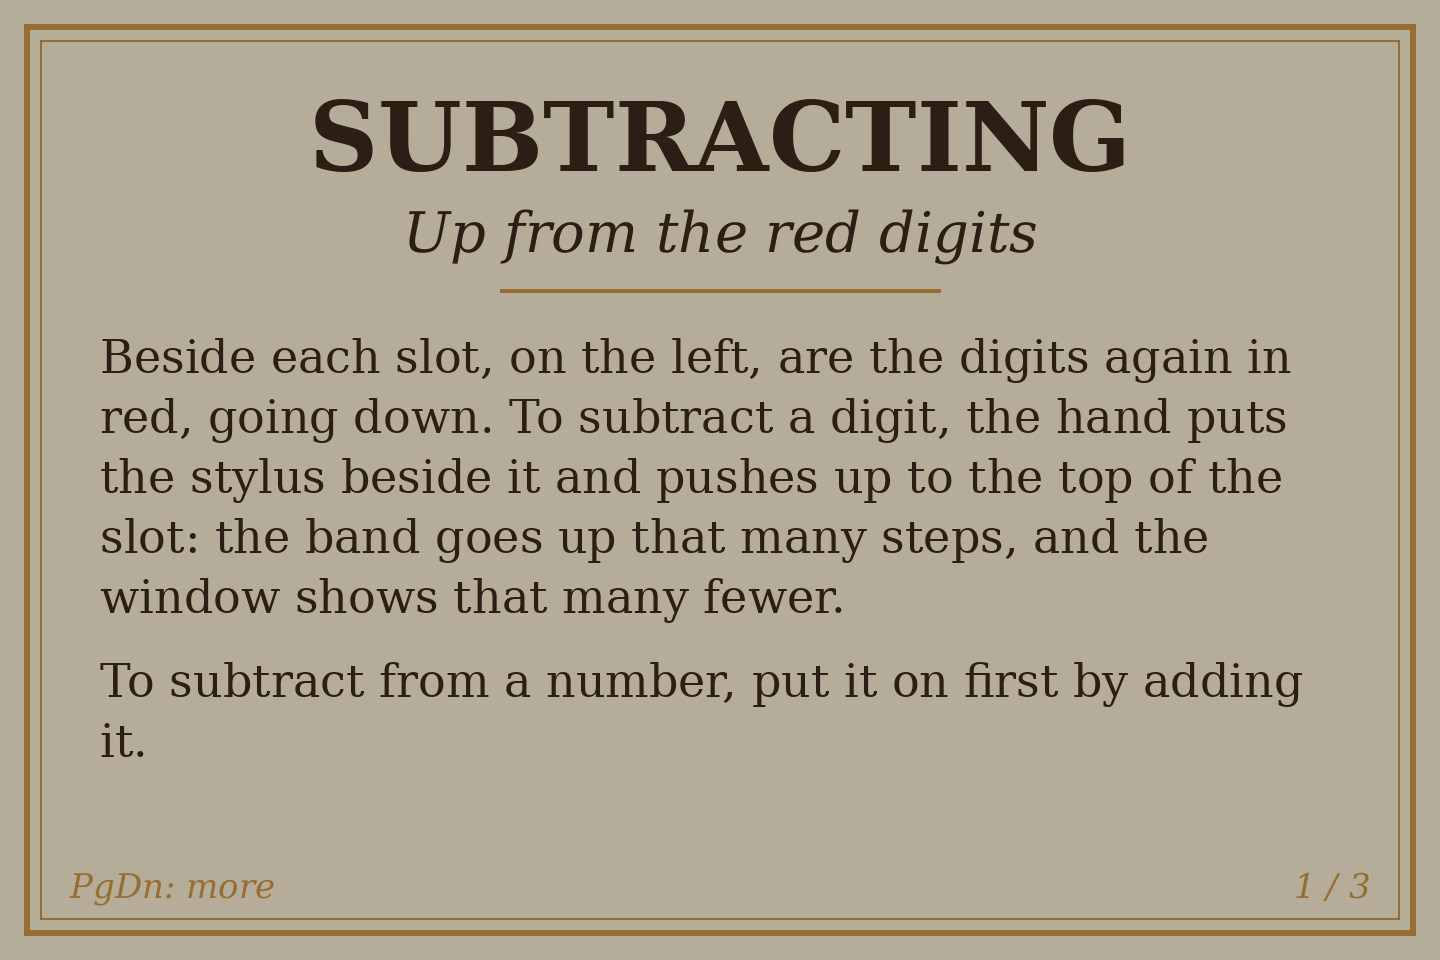 SUBTRACTING
Up from the red digits
Beside each slot, on the left, are the digits again in
red, going down. To subtract a digit, the hand puts
the stylus beside it and pushes up to the top of the
slot: the band goes up that many steps, and the
window shows that many fewer.
To subtract from a number, put it on first by adding
it.
PgDn: more
1 / 3